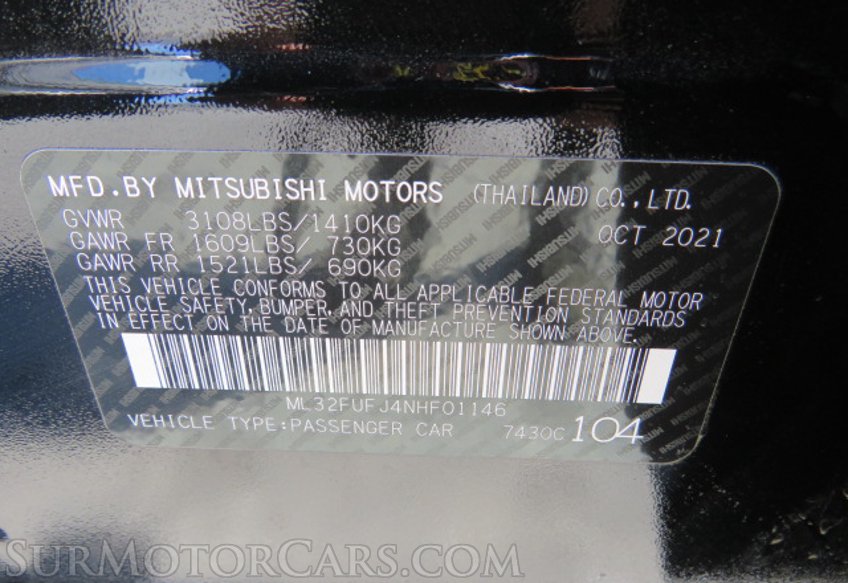 MFD.BY MITSUBISHI MOTORS (THAILAND) CO.,LTD.
GVWR 3108LBS/1410KG OCT 2021
GAWR FR 1609LBS/ 730KG
GAWR RR 1521LBS/ 690KG
THIS VEHICLE CONFORMS TO ALL APPLICABLE FEDERAL MOTOR
VEHICLE SAFETY, BUMPER, AND THEFT PREVENTION STANDARDS
IN EFFECT ON THE DATE OF MANUFACTURE SHOWN ABOVE.
ML32FUFJ4NHF01146
VEHICLE TYPE:PASSENGER CAR 7430C 104
SurMotorCars.com